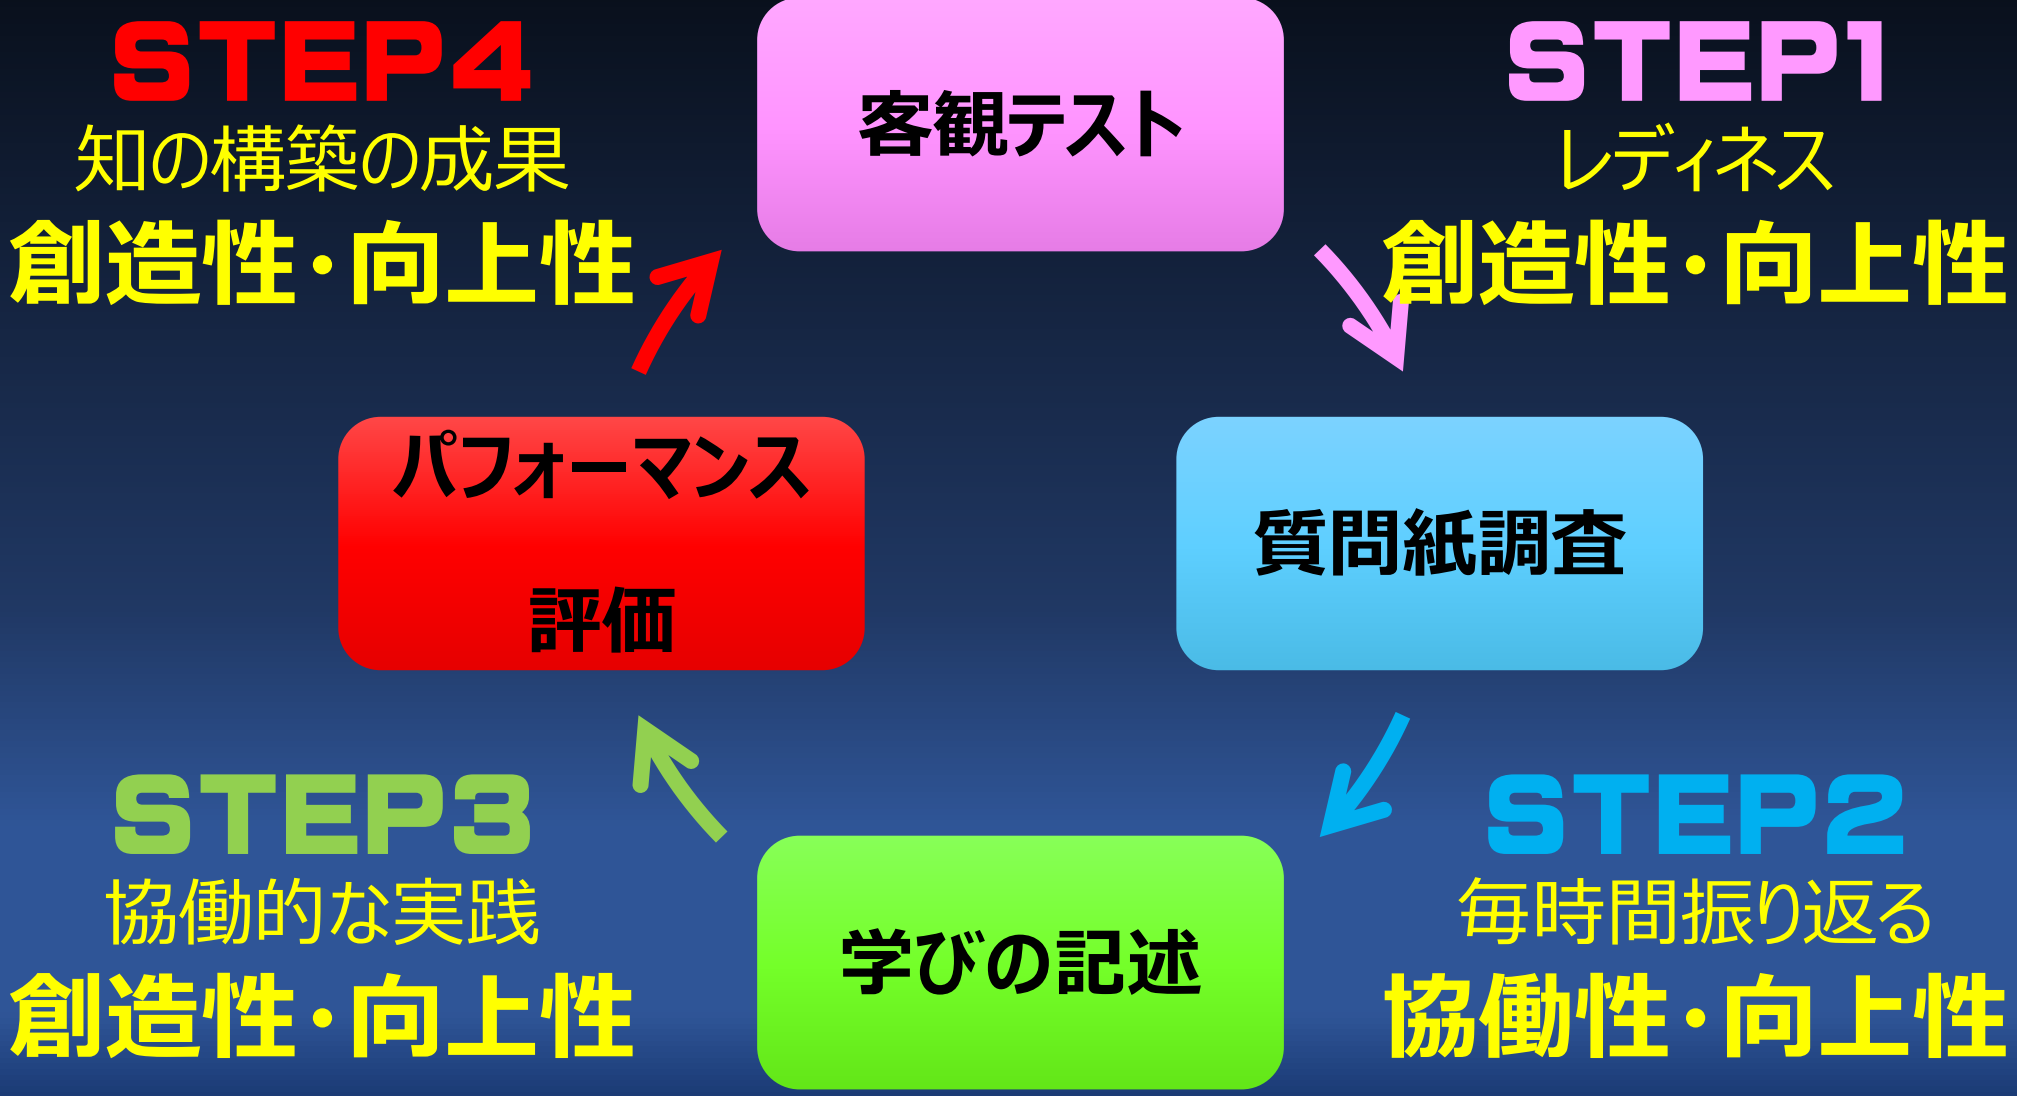 STEP4
知の構築の成果
創造性・向上性
客観テスト
STEP1
レディネス
創造性・向上性
パフォーマンス
評価
質問紙調査
STEP3
協働的な実践
創造性・向上性
学びの記述
STEP2
毎時間振り返る
協働性・向上性